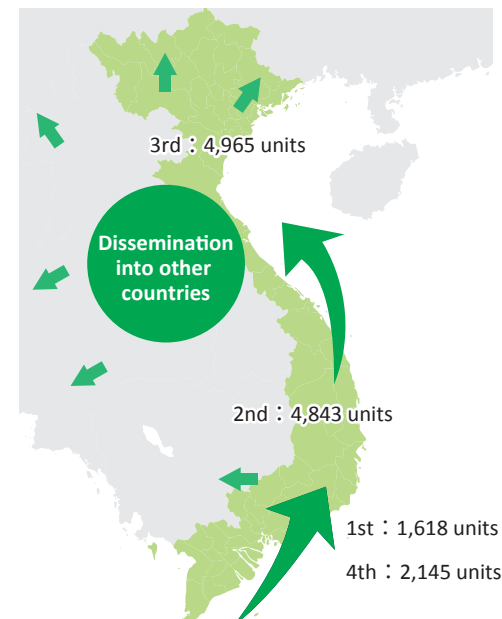 3rd：4,965 units
Dissemination
into other
countries
2nd：4,843 units
1st：1,618 units
4th：2,145 units